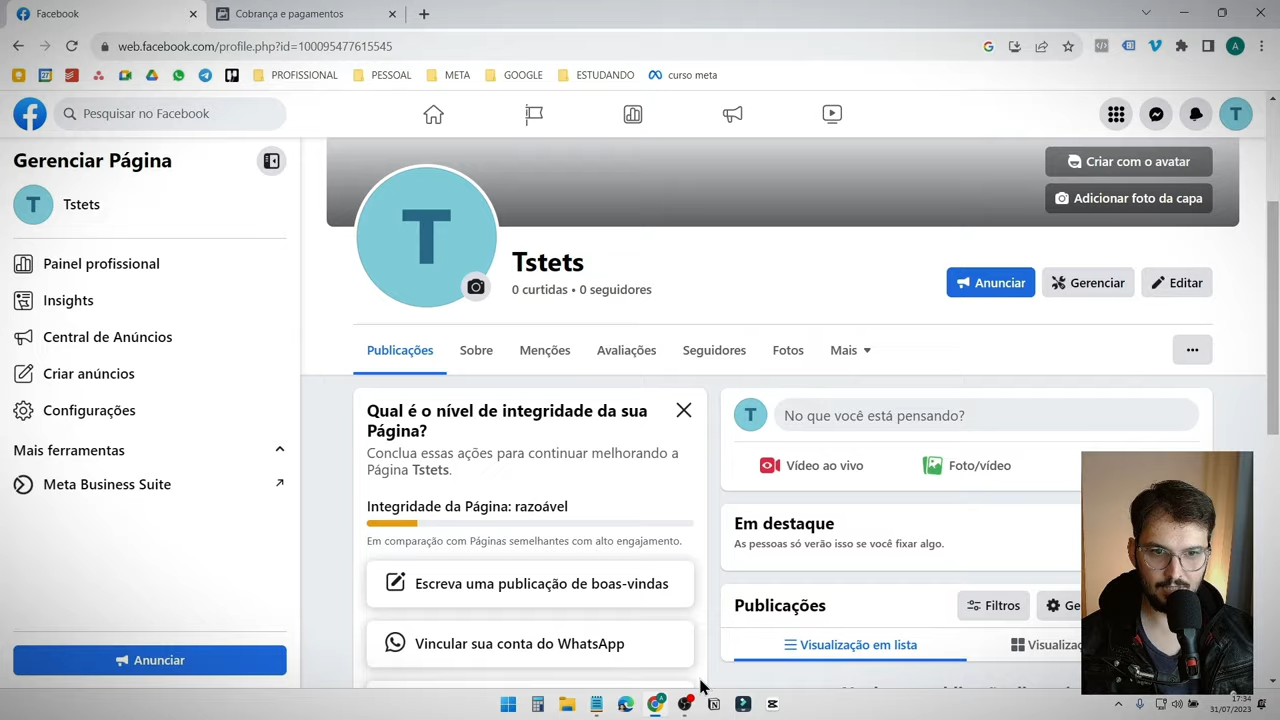 Facebook
Cobrança e pagamentos
web.facebook.com/profile.php?id=100095477615545
A
PROFISSIONAL
PESSOAL
META
GOOGLE
ESTUDANDO
curso meta
Pesquisar no Facebook
T
Gerenciar Página
T
Tstets
Painel profissional
Insights
Central de Anúncios
Criar anúncios
Configurações
Mais ferramentas
Meta Business Suite
Anunciar
Criar com o avatar
Adicionar foto da capa
T
Tstets
0 curtidas • 0 seguidores
Anunciar
Gerenciar
Editar
Publicações
Sobre
Menções
Avaliações
Seguidores
Fotos
Mais
Qual é o nível de integridade da sua
Página?
Conclua essas ações para continuar melhorando a
Página Tstets.
Integridade da Página: razoável
Em comparação com Páginas semelhantes com alto engajamento.
Escreva uma publicação de boas-vindas
Vincular sua conta do WhatsApp
T
No que você está pensando?
Vídeo ao vivo
Foto/vídeo
Em destaque
As pessoas só verão isso se você fixar algo.
Publicações
Filtros
Ge
Visualização em lista
Visualizaç
17:34
31/07/2023